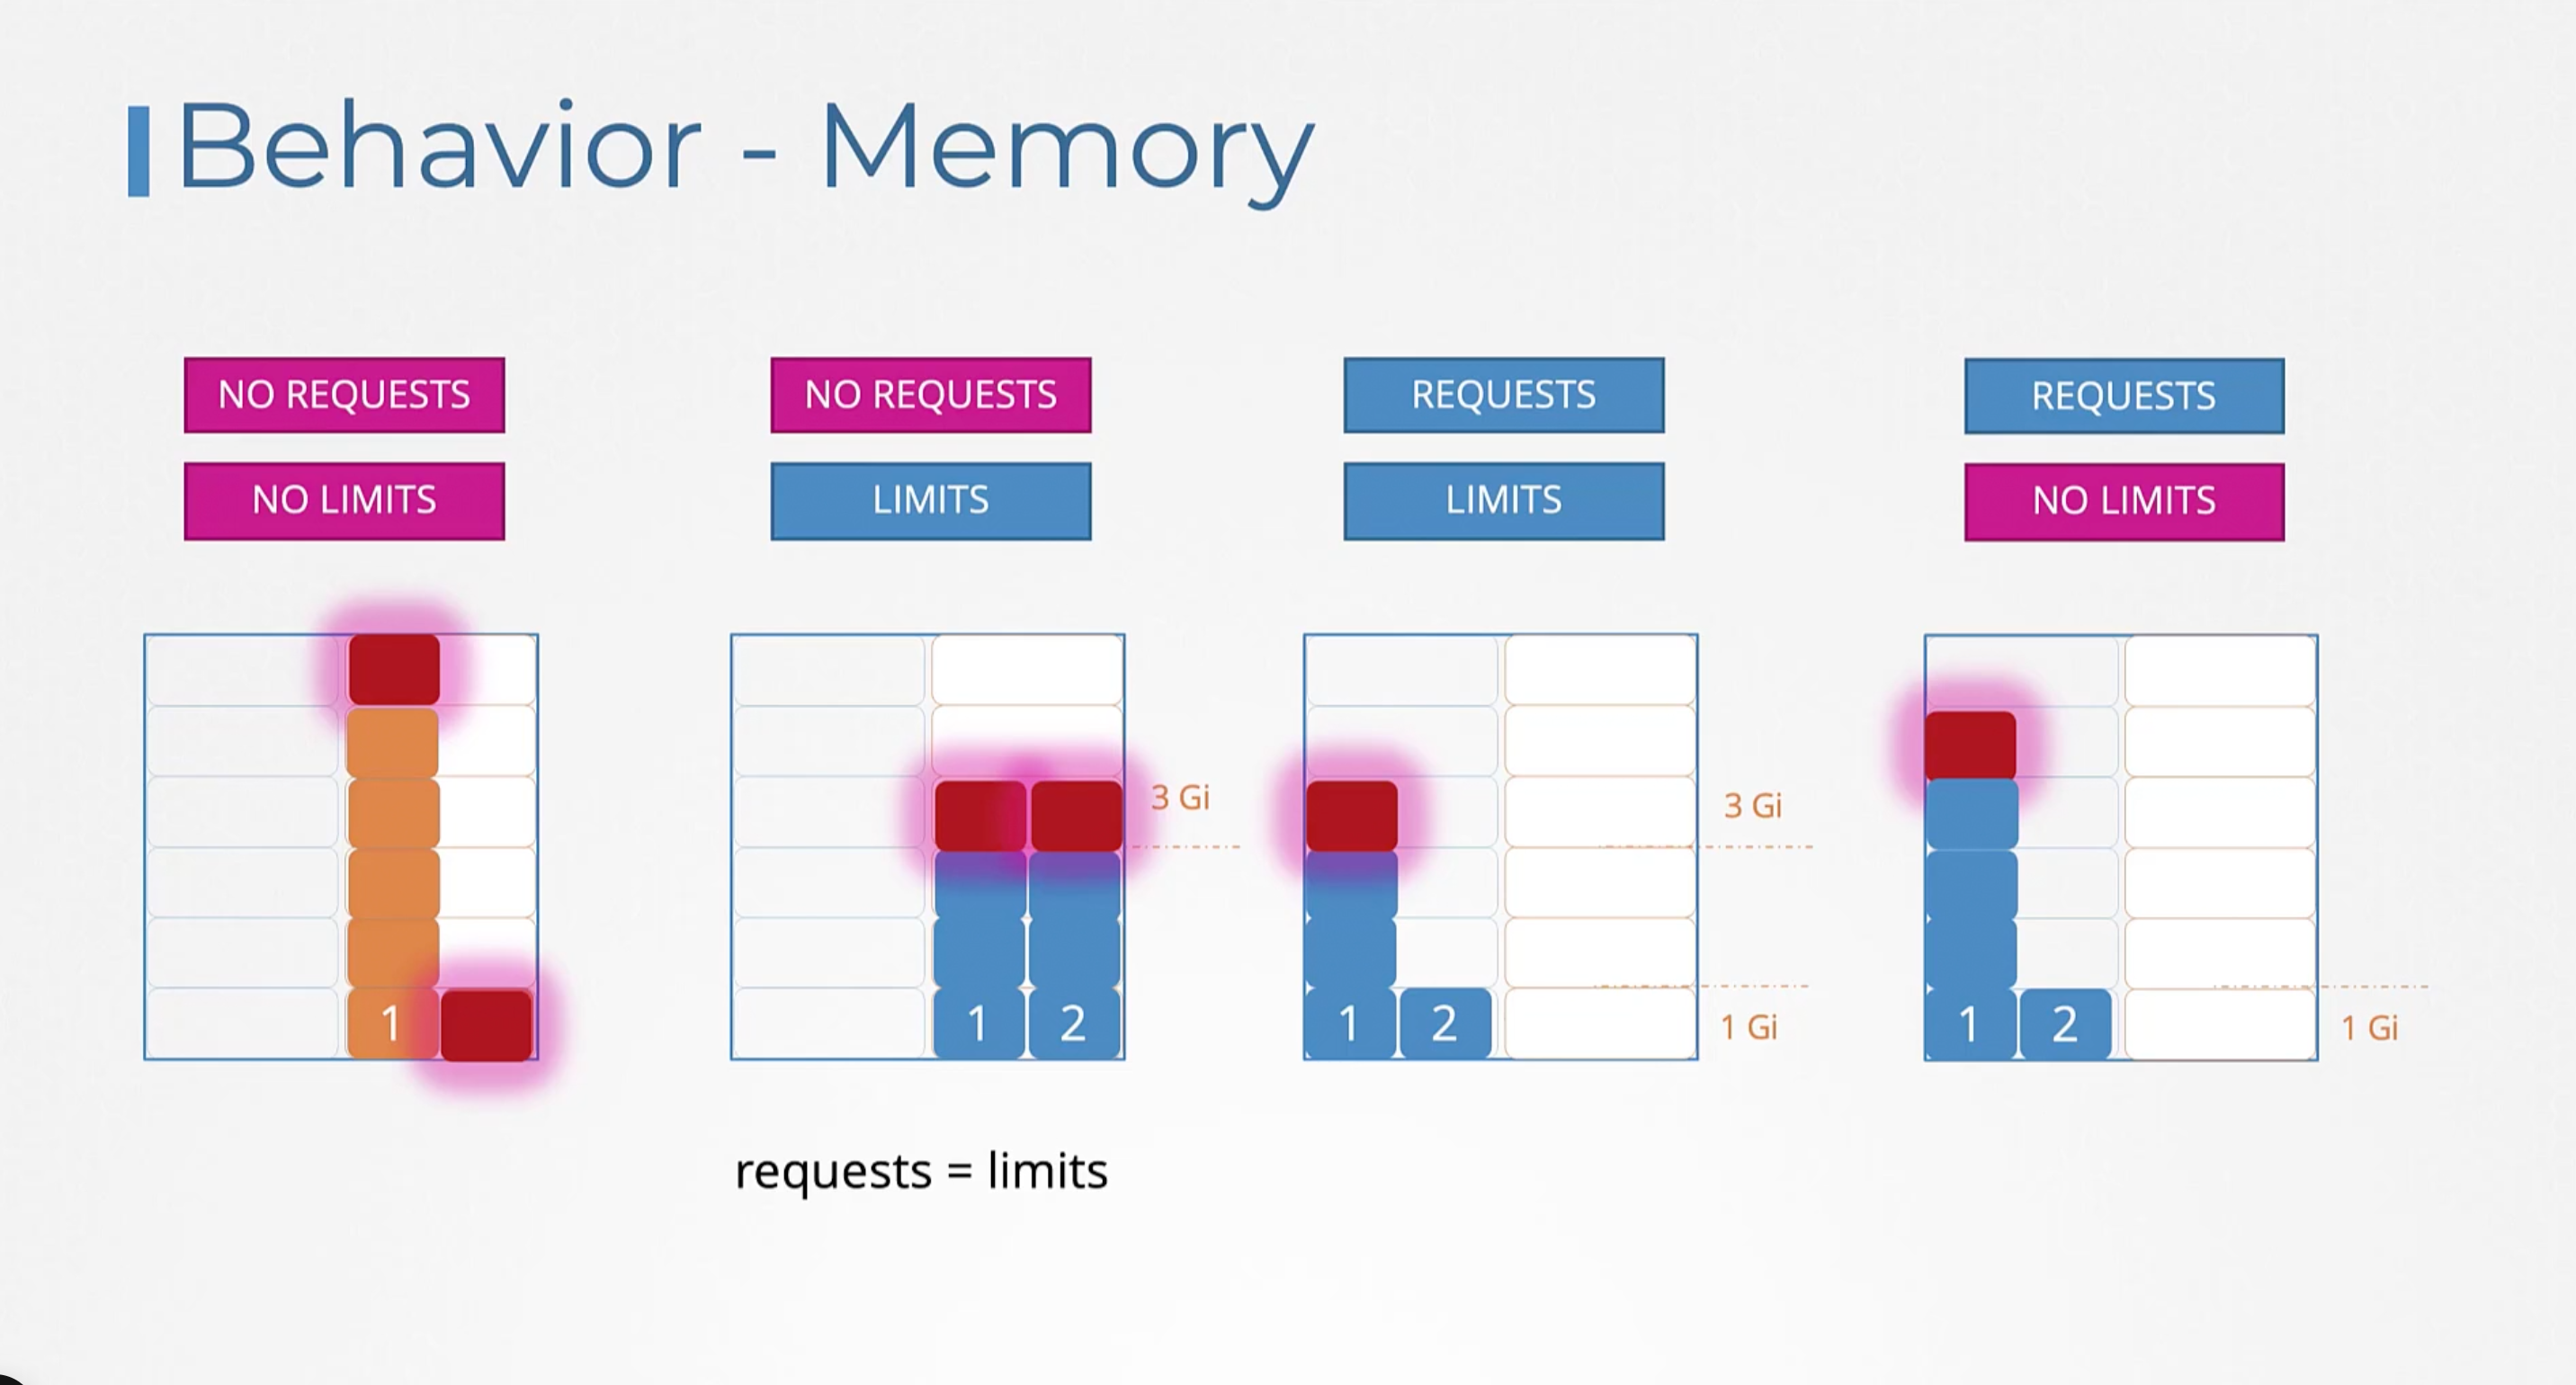 Behavior - Memory
NO REQUESTS
NO LIMITS
1
NO REQUESTS
LIMITS
3 Gi
1 2
requests = limits
REQUESTS
LIMITS
3 Gi
1 2
1 Gi
REQUESTS
NO LIMITS
1 2
1 Gi